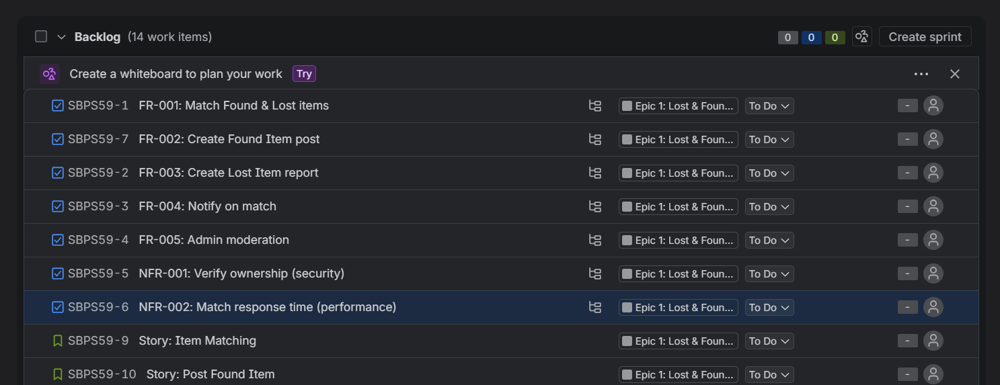 Backlog (14 work items) 0 0 0 Create sprint
Create a whiteboard to plan your work Try
SBPS59-1 FR-001: Match Found & Lost items Epic 1: Lost & Foun... To Do -
SBPS59-7 FR-002: Create Found Item post Epic 1: Lost & Foun... To Do -
SBPS59-2 FR-003: Create Lost Item report Epic 1: Lost & Foun... To Do -
SBPS59-3 FR-004: Notify on match Epic 1: Lost & Foun... To Do -
SBPS59-4 FR-005: Admin moderation Epic 1: Lost & Foun... To Do -
SBPS59-5 NFR-001: Verify ownership (security) Epic 1: Lost & Foun... To Do -
SBPS59-6 NFR-002: Match response time (performance) Epic 1: Lost & Foun... To Do -
SBPS59-9 Story: Item Matching Epic 1: Lost & Foun... To Do -
SBPS59-10 Story: Post Found Item Epic 1: Lost & Foun... To Do -